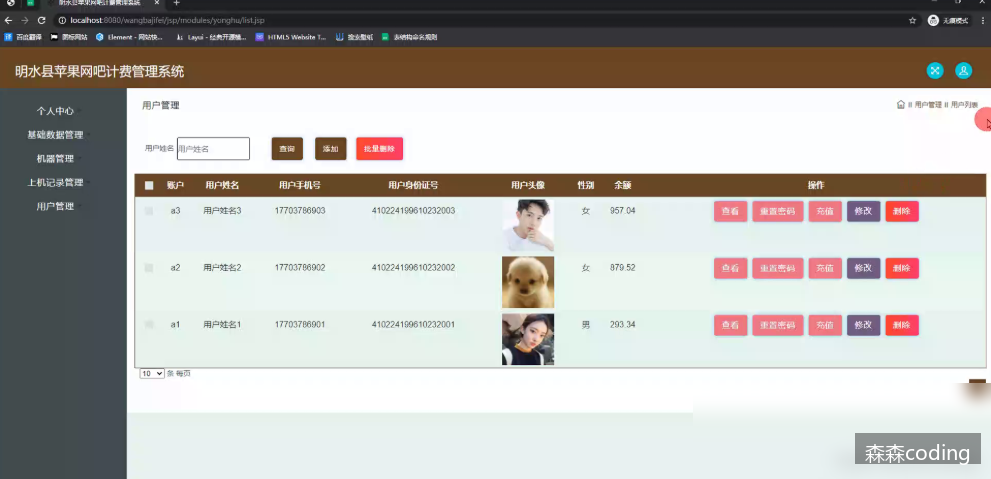 明水县苹果网吧计费管理系统
localhost:8080/wangbajifei/jsp/modules/yonghu/list.jsp
无痕模式
百度翻译 图标网站 Element - 网站快... Layui - 经典开源模... HTML5 Website T... 搜索壁纸 表结构命名规则
明水县苹果网吧计费管理系统
个人中心
基础数据管理
机器管理
上机记录管理
用户管理
用户管理
// 用户管理 // 用户列表
用户姓名 用户姓名 查询 添加 批量删除
账户 用户姓名 用户手机号 用户身份证号 用户头像 性别 余额 操作
a3 用户姓名3 17703786903 410224199610232003 女 957.04 查看 重置密码 充值 修改 删除
a2 用户姓名2 17703786902 410224199610232002 女 879.52 查看 重置密码 充值 修改 删除
a1 用户姓名1 17703786901 410224199610232001 男 293.34 查看 重置密码 充值 修改 删除
10 条 每页
森森coding